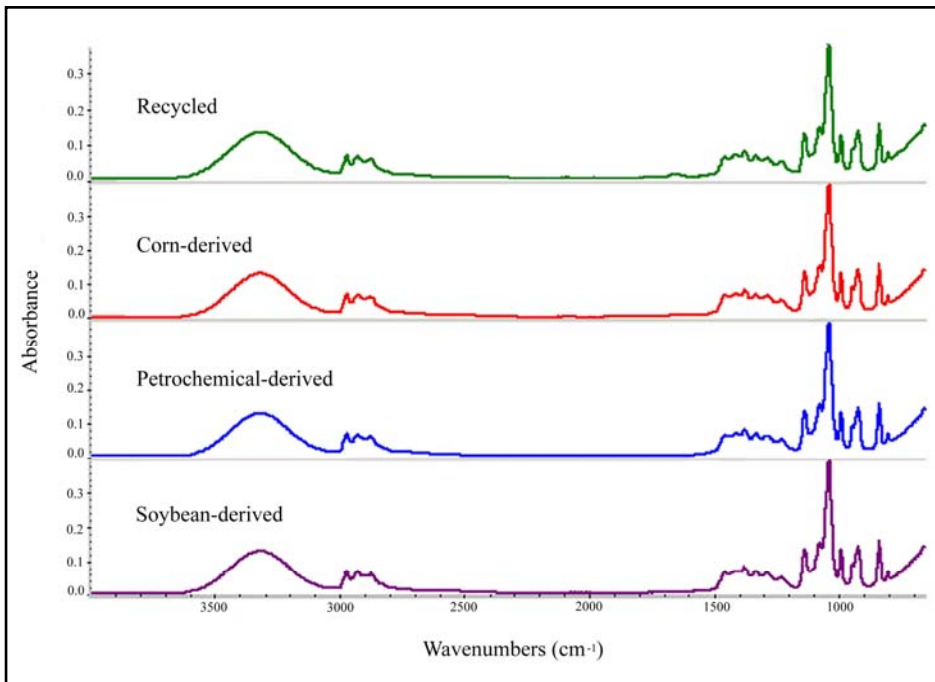 Recycled
0.3
0.2
0.1
0.0
Corn-derived
0.3
0.2
0.1
0.0
Absorbance
Petrochemical-derived
0.3
0.2
0.1
0.0
Soybean-derived
0.3
0.2
0.1
0.0
3500 3000 2500 2000 1500 1000
Wavenumbers (cm-1)